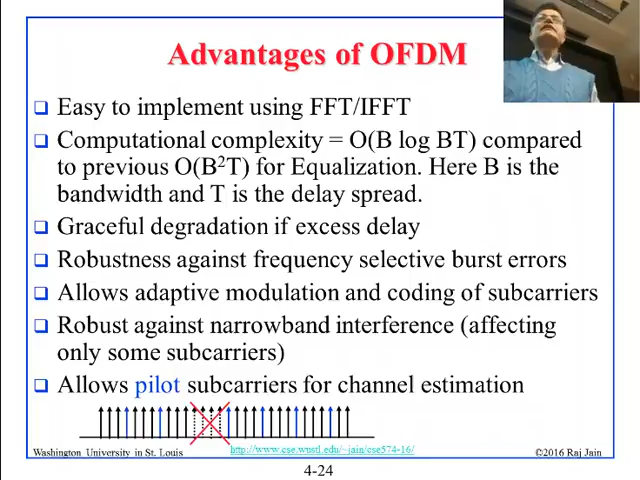 Advantages of OFDM
❑ Easy to implement using FFT/IFFT
❑ Computational complexity = O(B log BT) compared
to previous O(B²T) for Equalization. Here B is the
bandwidth and T is the delay spread.
❑ Graceful degradation if excess delay
❑ Robustness against frequency selective burst errors
❑ Allows adaptive modulation and coding of subcarriers
❑ Robust against narrowband interference (affecting
only some subcarriers)
❑ Allows pilot subcarriers for channel estimation
Washington University in St. Louis
http://www.cse.wustl.edu/~jain/cse574-16/
©2016 Raj Jain
4-24